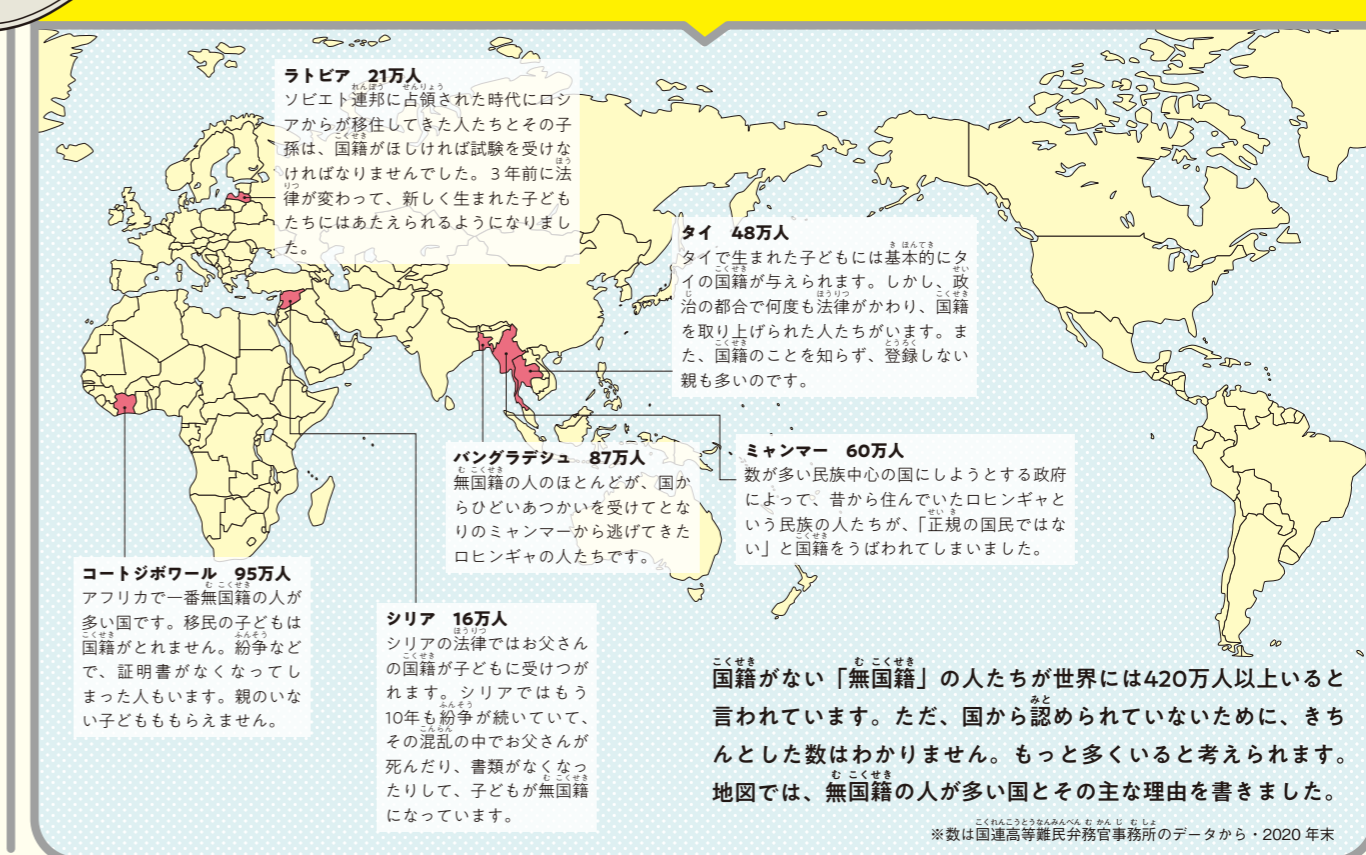 ラトビア　21万人
ソビエト連邦に占領された時代にロシ
アからが移住してきた人たちとその子
孫は、国籍がほしければ試験を受けな
ければなりませんでした。３年前に法
律が変わって、新しく生まれた子ども
たちにはあたえられるようになりまし
た。
タイ　48万人
タイで生まれた子どもには基本的にタ
イの国籍が与えられます。しかし、政
治の都合で何度も法律がかわり、国籍
を取り上げられた人たちがいます。ま
た、国籍のことを知らず、登録しない
親も多いのです。
バングラデシュ　87万人
無国籍の人のほとんどが、国か
らひどいあつかいを受けてとな
りのミャンマーから逃げてきた
ロヒンギャの人たちです。
ミャンマー　60万人
数が多い民族中心の国にしようとする政府
によって、昔から住んでいたロヒンギャと
いう民族の人たちが、「正規の国民ではな
い」と国籍をうばわれてしまいました。
コートジボワール　95万人
アフリカで一番無国籍の人が
多い国です。移民の子どもは
国籍がとれません。紛争など
で、証明書がなくなってし
まった人もいます。親のいな
い子どもももらえません。
シリア　16万人
シリアの法律ではお父さん
の国籍が子どもに受けつが
れます。シリアではもう
10年も紛争が続いていて、
その混乱の中でお父さんが
死んだり、書類がなくなっ
たりして、子どもが無国籍
になっています。
国籍がない「無国籍」の人たちが世界には420万人以上いると
言われています。ただ、国から認められていないために、きち
んとした数はわかりません。もっと多くいると考えられます。
地図では、無国籍の人が多い国とその主な理由を書きました。
※数は国連高等難民弁務官事務所のデータから・2020年末